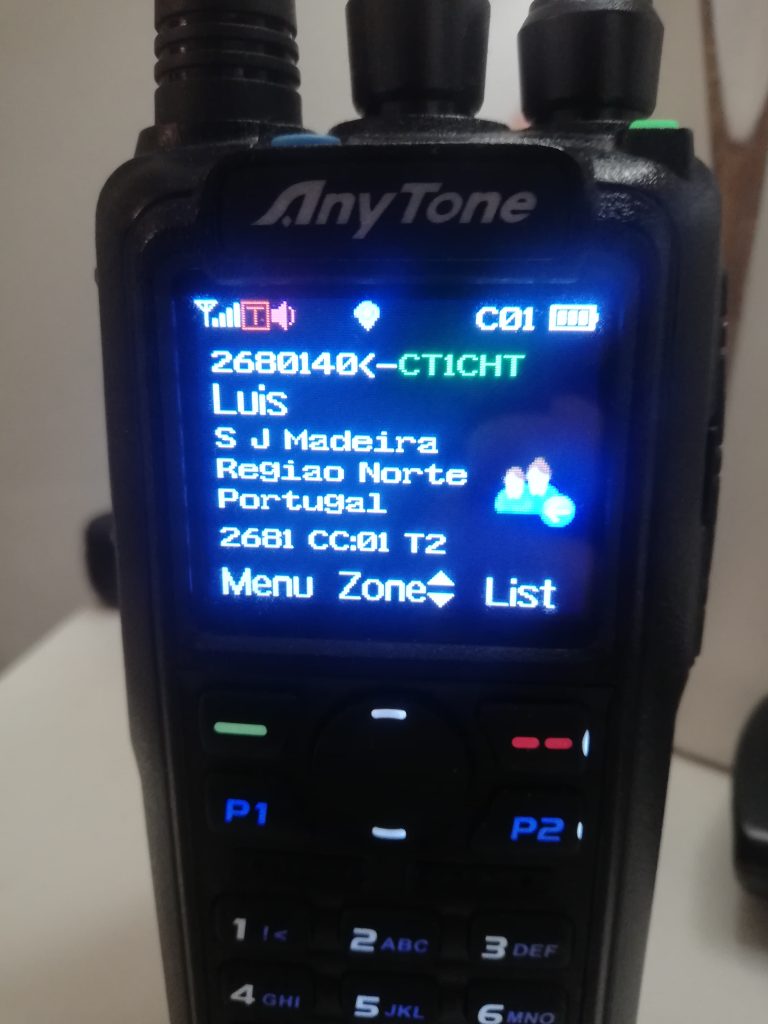 AnyTone
T C01
2680140<-CT1CHT
Luis
S J Madeira
Regiao Norte
Portugal
2681 CC:01 T2
Menu Zone List
P1 P2
1 !< 2 ABC 3 DEF
4 GHI 5 JKL 6 MNO